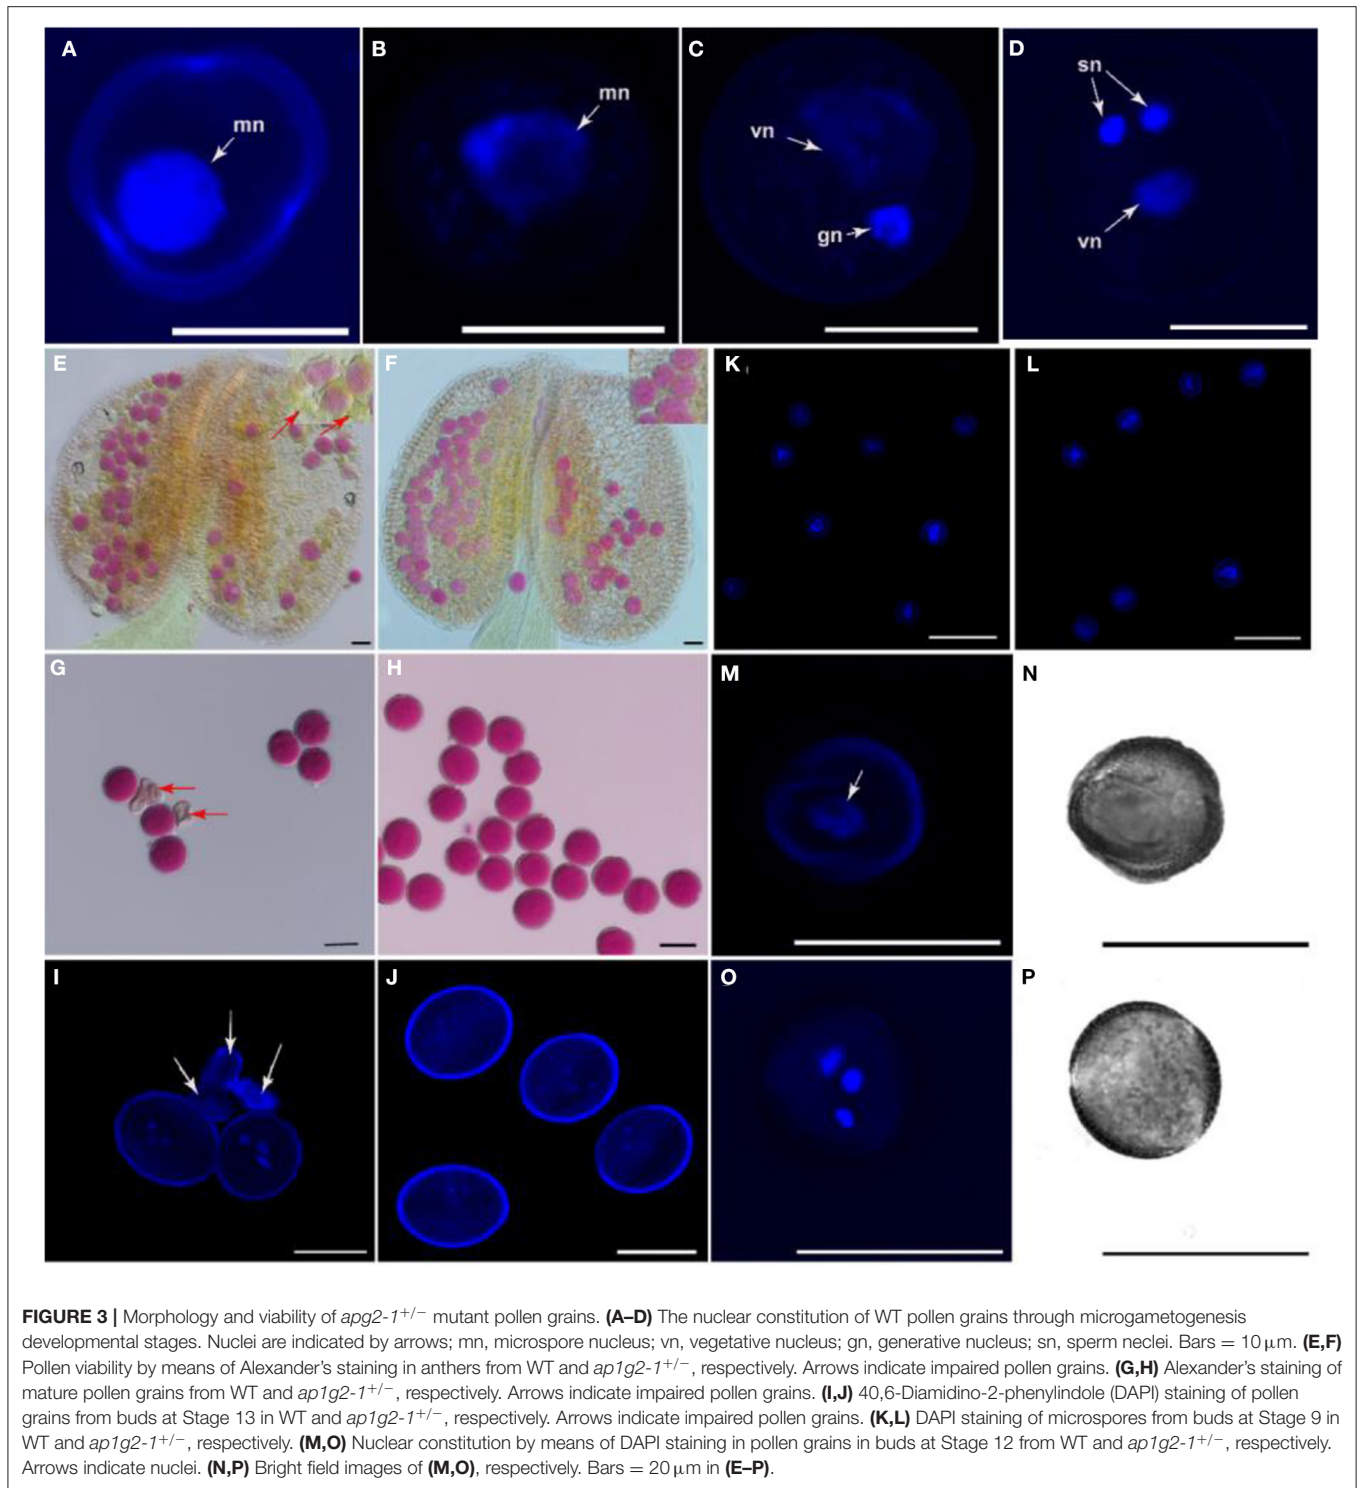 A
mn
B
mn
C
vn
gn
D
sn
vn
E
F
K
L
G
H
M
N
I
J
O
P
FIGURE 3 | Morphology and viability of apg2-1+/− mutant pollen grains. (A–D) The nuclear constitution of WT pollen grains through microgametogenesis
developmental stages. Nuclei are indicated by arrows; mn, microspore nucleus; vn, vegetative nucleus; gn, generative nucleus; sn, sperm neclei. Bars = 10 μm. (E,F)
Pollen viability by means of Alexander's staining in anthers from WT and ap1g2-1+/−, respectively. Arrows indicate impaired pollen grains. (G,H) Alexander's staining of
mature pollen grains from WT and ap1g2-1+/−, respectively. Arrows indicate impaired pollen grains. (I,J) 40,6-Diamidino-2-phenylindole (DAPI) staining of pollen
grains from buds at Stage 13 in WT and ap1g2-1+/−, respectively. Arrows indicate impaired pollen grains. (K,L) DAPI staining of microspores from buds at Stage 9 in
WT and ap1g2-1+/−, respectively. (M,O) Nuclear constitution by means of DAPI staining in pollen grains in buds at Stage 12 from WT and ap1g2-1+/−, respectively.
Arrows indicate nuclei. (N,P) Bright field images of (M,O), respectively. Bars = 20 μm in (E–P).